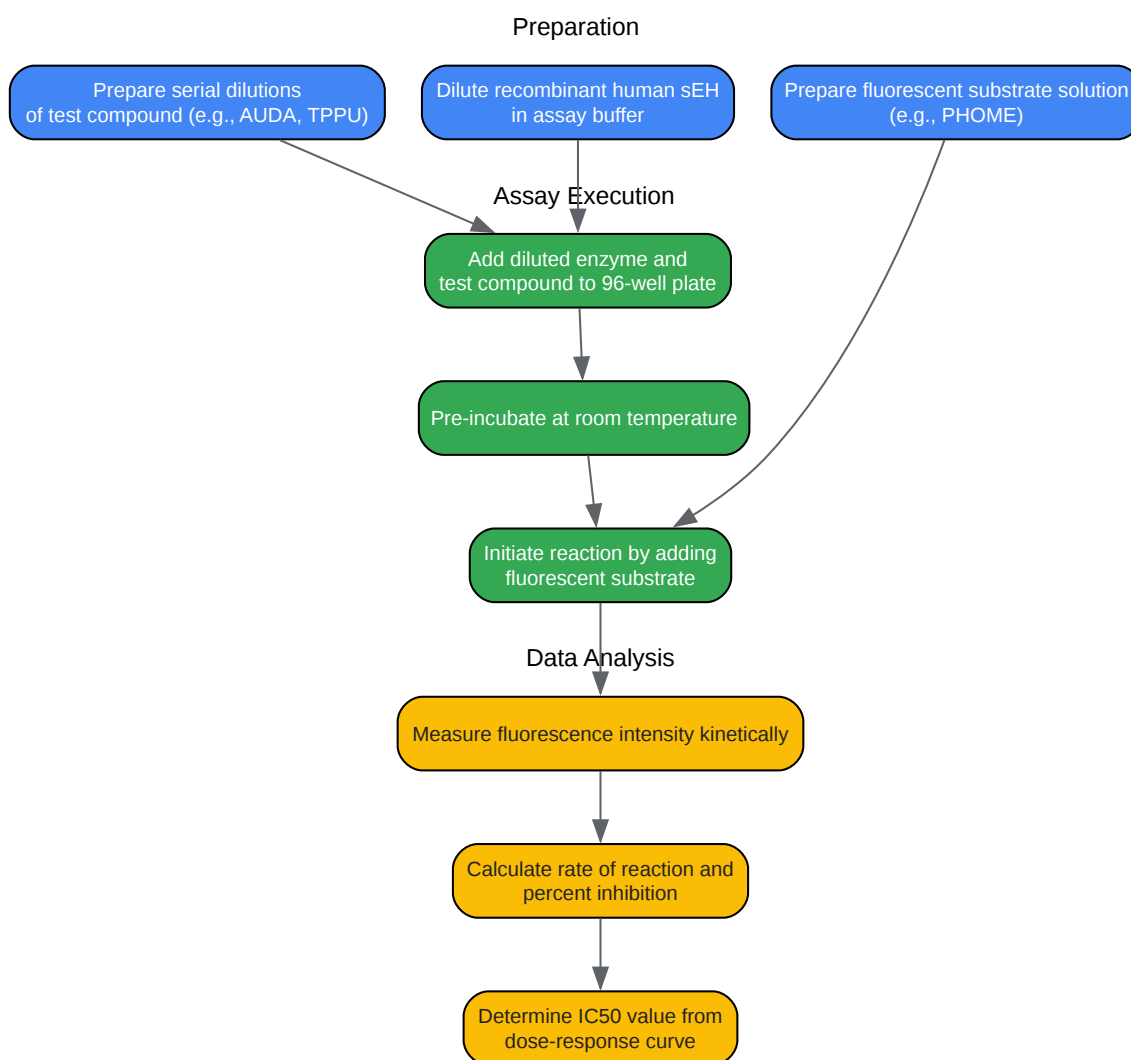 Preparation
Prepare serial dilutions
of test compound (e.g., AUDA, TPPU)
Dilute recombinant human sEH
in assay buffer
Prepare fluorescent substrate solution
(e.g., PHOME)
Assay Execution
Add diluted enzyme and
test compound to 96-well plate
Pre-incubate at room temperature
Initiate reaction by adding
fluorescent substrate
Data Analysis
Measure fluorescence intensity kinetically
Calculate rate of reaction and
percent inhibition
Determine IC50 value from
dose-response curve